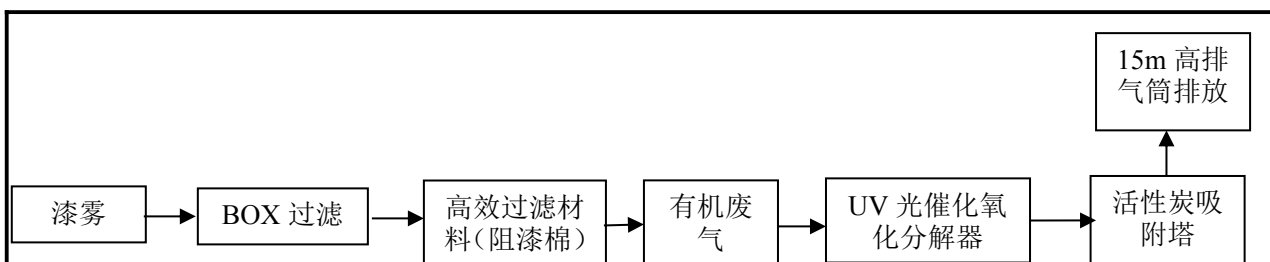 15m 高排
气筒排放
漆雾
BOX 过滤
高效过滤材
料（阻漆棉）
有机废
气
UV 光催化氧
化分解器
活性炭吸
附塔